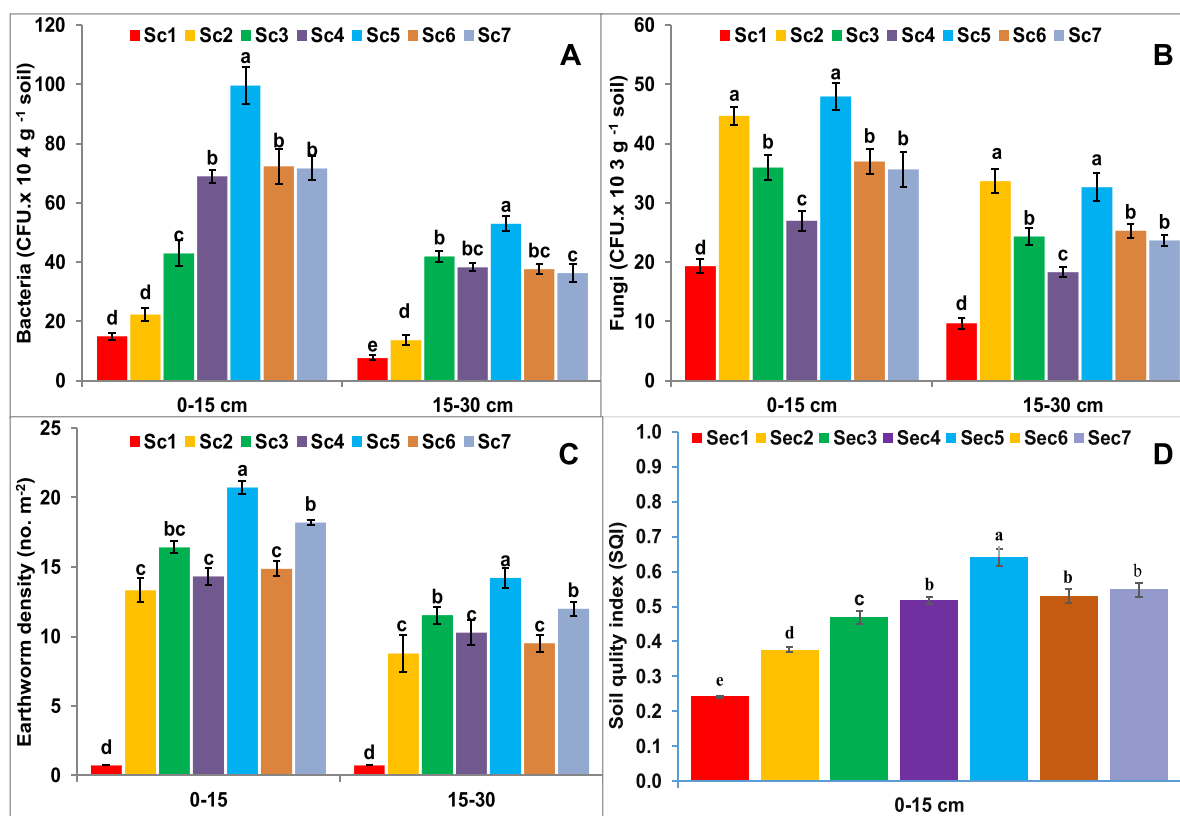 120
Sc1 Sc2 Sc3 Sc4 Sc5 Sc6 Sc7
A
100
80
60
40
20
0
Bacteria (CFU.x 10 4 g -1 soil)
d
d
c
b
a
b
b
e
d
b
bc
a
bc
c
0-15 cm
15-30 cm
60
Sc1 Sc2 Sc3 Sc4 Sc5 Sc6 Sc7
B
50
40
30
20
10
0
Fungi (CFU.x 10 3 g -1 soil)
d
a
b
c
a
b
b
d
a
b
c
a
b
b
0-15 cm
15-30 cm
25
Sc1 Sc2 Sc3 Sc4 Sc5 Sc6 Sc7
C
20
15
10
5
0
Earthworm density (no. m-2)
d
c
bc
c
a
c
b
d
c
b
c
a
c
b
0-15
15-30
1.0
Sec1 Sec2 Sec3 Sec4 Sec5 Sec6 Sec7
D
0.9
0.8
0.7
0.6
0.5
0.4
0.3
0.2
0.1
0.0
Soil qulity index (SQI)
e
d
c
b
a
b
b
0-15 cm